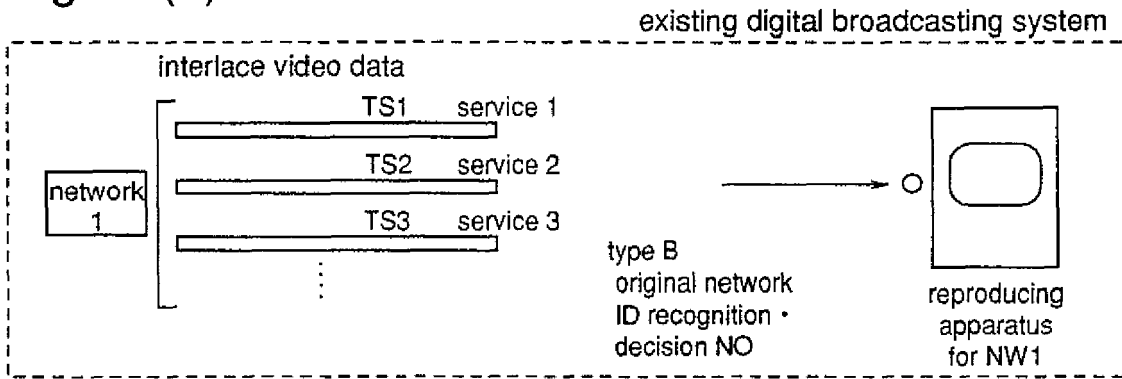 existing digital broadcasting system
interlace video data
TS1 service 1
TS2 service 2
network
1
TS3 service 3
type B
original network
ID recognition・
decision NO
reproducing
apparatus
for NW1